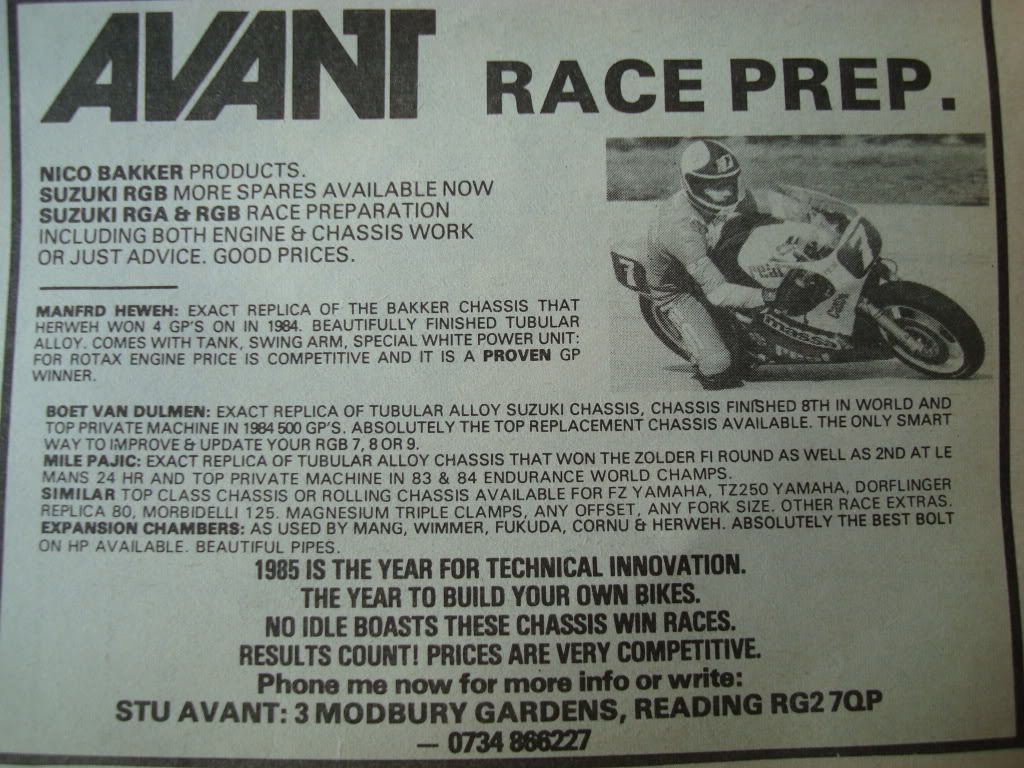 AVANT RACE PREP.
NICO BAKKER PRODUCTS.
SUZUKI RGB MORE SPARES AVAILABLE NOW
SUZUKI RGA & RGB RACE PREPARATION
INCLUDING BOTH ENGINE & CHASSIS WORK
OR JUST ADVICE. GOOD PRICES.
7
7
massa
MANFRD HEWEH: EXACT REPLICA OF THE BAKKER CHASSIS THAT
HERWEH WON 4 GP'S ON IN 1984. BEAUTIFULLY FINISHED TUBULAR
ALLOY. COMES WITH TANK, SWING ARM, SPECIAL WHITE POWER UNIT:
FOR ROTAX ENGINE PRICE IS COMPETITIVE AND IT IS A PROVEN GP
WINNER.
BOET VAN DULMEN: EXACT REPLICA OF TUBULAR ALLOY SUZUKI CHASSIS, CHASSIS FINISHED 8TH IN WORLD AND
TOP PRIVATE MACHINE IN 1984 500 GP'S. ABSOLUTELY THE TOP REPLACEMENT CHASSIS AVAILABLE. THE ONLY SMART
WAY TO IMPROVE & UPDATE YOUR RGB 7, 8 OR 9.
MILE PAJIC: EXACT REPLICA OF TUBULAR ALLOY CHASSIS THAT WON THE ZOLDER FI ROUND AS WELL AS 2ND AT LE
MANS 24 HR AND TOP PRIVATE MACHINE IN 83 & 84 ENDURANCE WORLD CHAMPS.
SIMILAR TOP CLASS CHASSIS OR ROLLING CHASSIS AVAILABLE FOR FZ YAMAHA, TZ250 YAMAHA, DORFLINGER
REPLICA 80, MORBIDELLI 125. MAGNESIUM TRIPLE CLAMPS, ANY OFFSET, ANY FORK SIZE. OTHER RACE EXTRAS.
EXPANSION CHAMBERS: AS USED BY MANG, WIMMER, FUKUDA, CORNU & HERWEH. ABSOLUTELY THE BEST BOLT
ON HP AVAILABLE. BEAUTIFUL PIPES.
1985 IS THE YEAR FOR TECHNICAL INNOVATION.
THE YEAR TO BUILD YOUR OWN BIKES.
NO IDLE BOASTS THESE CHASSIS WIN RACES.
RESULTS COUNT! PRICES ARE VERY COMPETITIVE.
Phone me now for more info or write:
STU AVANT: 3 MODBURY GARDENS, READING RG2 7QP
— 0734 866227